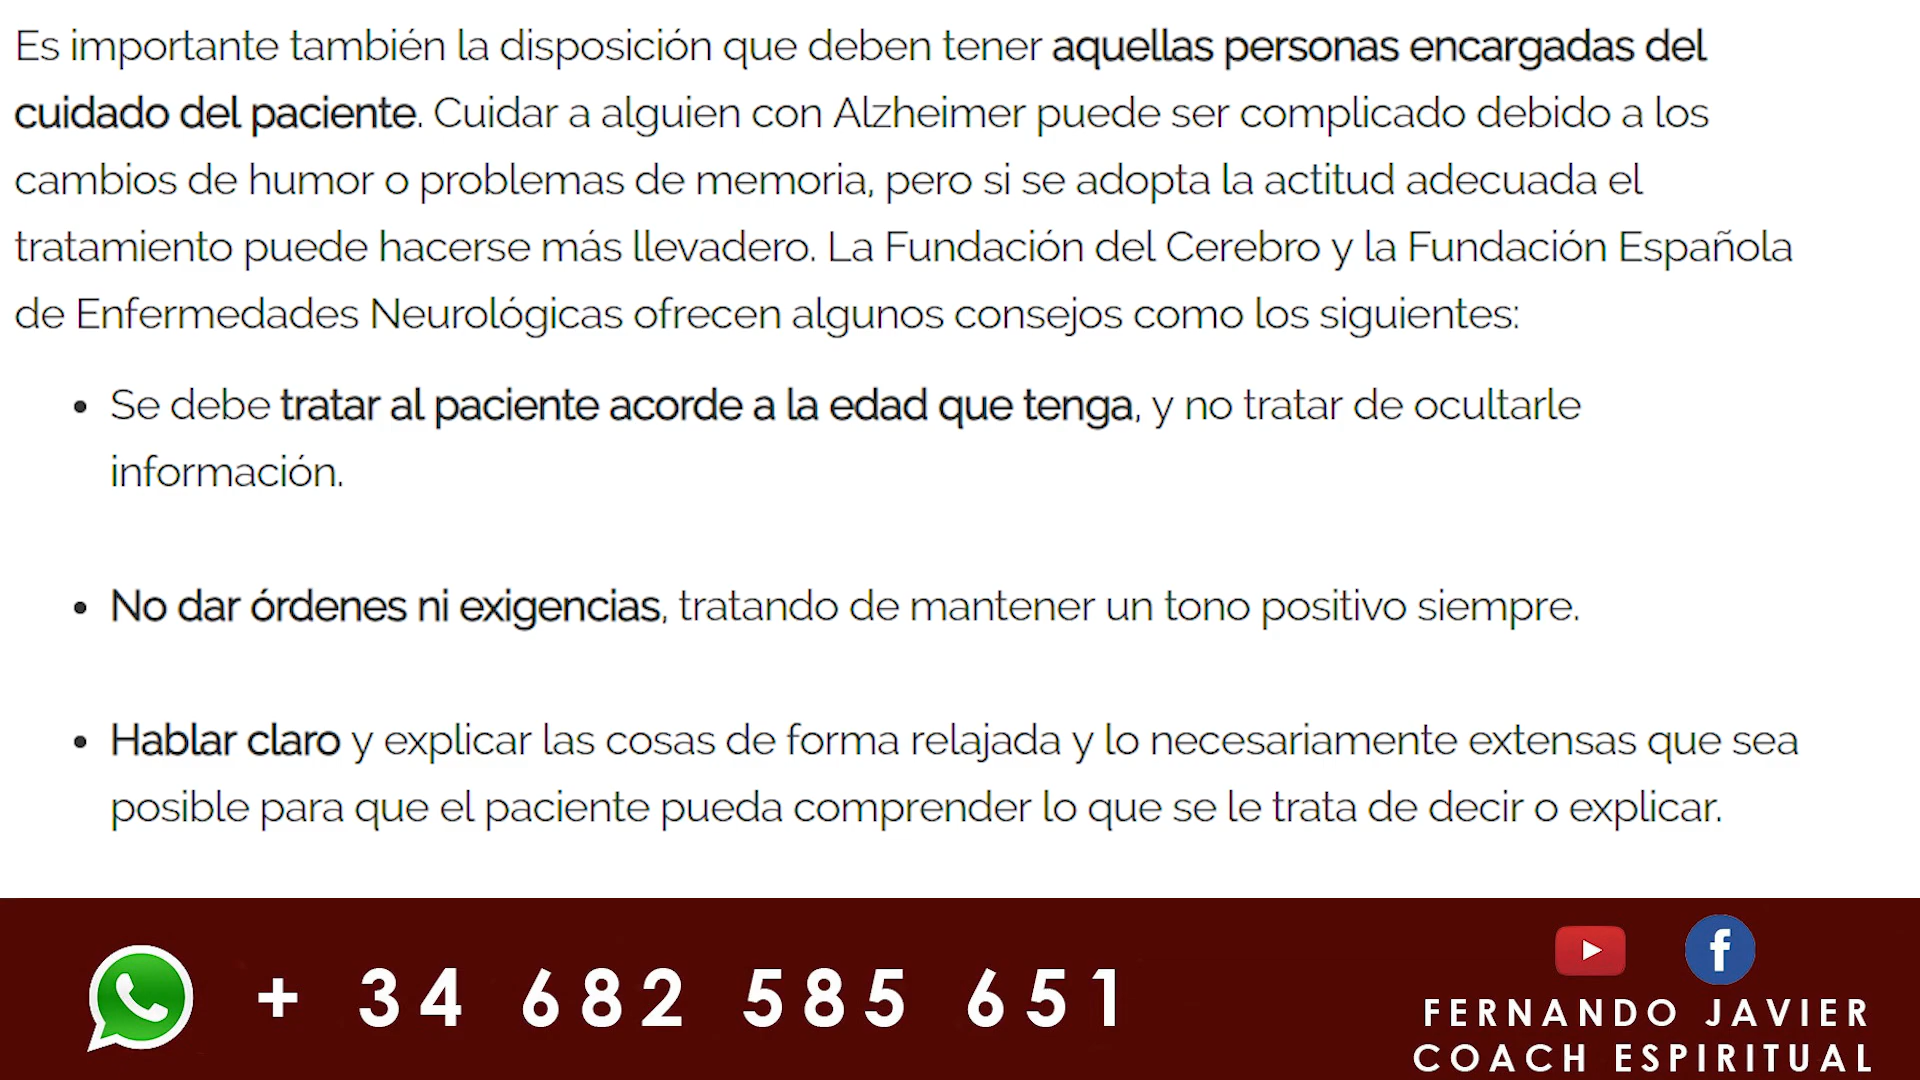 Es importante también la disposición que deben tener aquellas personas encargadas del
cuidado del paciente. Cuidar a alguien con Alzheimer puede ser complicado debido a los
cambios de humor o problemas de memoria, pero si se adopta la actitud adecuada el
tratamiento puede hacerse más llevadero. La Fundación del Cerebro y la Fundación Española
de Enfermedades Neurológicas ofrecen algunos consejos como los siguientes:
• Se debe tratar al paciente acorde a la edad que tenga, y no tratar de ocultarle
información.
• No dar órdenes ni exigencias, tratando de mantener un tono positivo siempre.
• Hablar claro y explicar las cosas de forma relajada y lo necesariamente extensas que sea
posible para que el paciente pueda comprender lo que se le trata de decir o explicar.
+ 34 682 585 651
FERNANDO JAVIER
COACH ESPIRITUAL